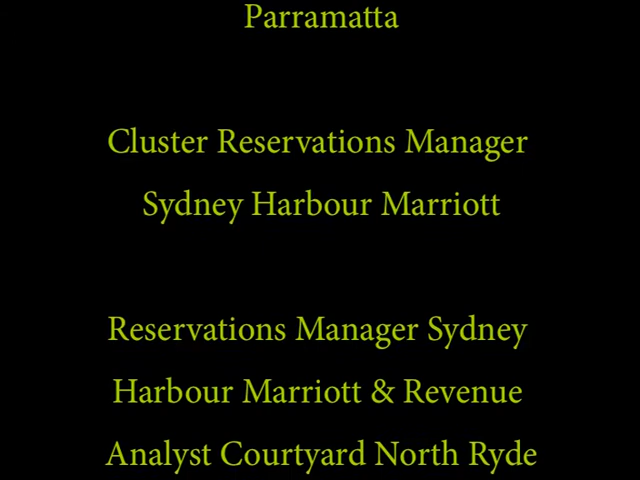 Parramatta
Cluster Reservations Manager
Sydney Harbour Marriott
Reservations Manager Sydney
Harbour Marriott & Revenue
Analyst Courtyard North Ryde